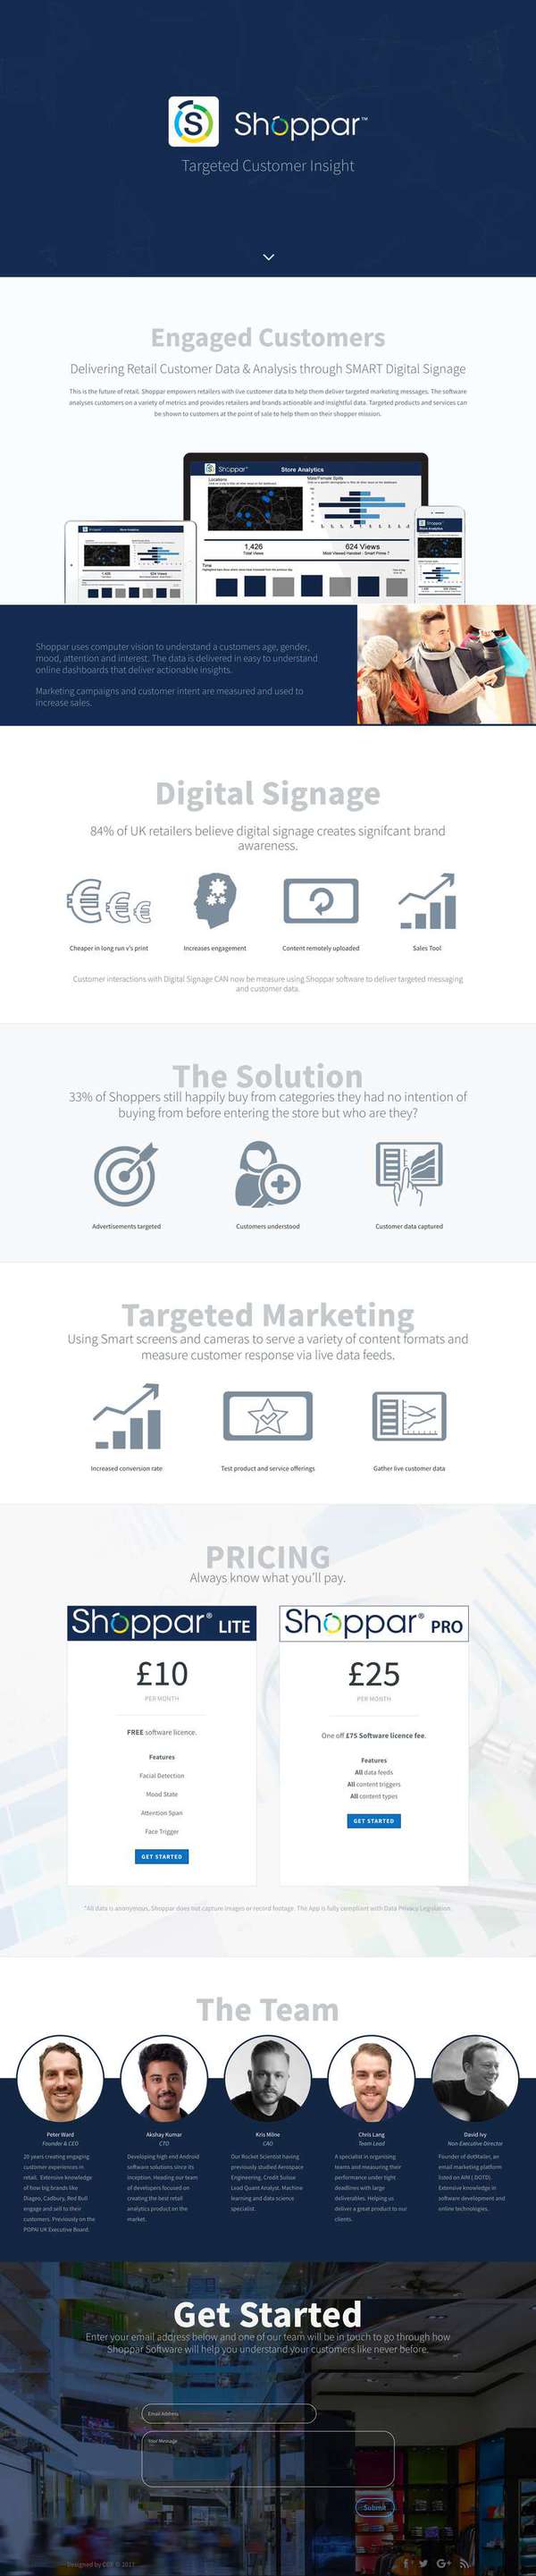 S Shoppar™
Targeted Customer Insight
Engaged Customers
Delivering Retail Customer Data & Analysis through SMART Digital Signage
This is the future of retail. Shoppar empowers retailers with live customer data to help them deliver targeted marketing messages. The software
analyses customers on a variety of metrics and provides retailers and brands actionable and insightful data. Targeted products and services can
be shown to customers at the point of sale to help them on their shopper mission.
Shoppar
Store Analytics
Locations
Male/Female Splits
1,426
Total Views
624 Views
Most Viewed Handset - Smart Prime 7
Time
Shoppar uses computer vision to understand a customers age, gender,
mood, attention and interest. The data is delivered in easy to understand
online dashboards that deliver actionable insights.
Marketing campaigns and customer intent are measured and used to
increase sales.
Digital Signage
84% of UK retailers believe digital signage creates signifcant brand
awareness.
Cheaper in long run v's print
Increases engagement
Content remotely uploaded
Sales Tool
Customer interactions with Digital Signage CAN now be measure using Shoppar software to deliver targeted messaging
and customer data.
The Solution
33% of Shoppers still happily buy from categories they had no intention of
buying from before entering the store but who are they?
Advertisements targeted
Customers understood
Customer data captured
Targeted Marketing
Using Smart screens and cameras to serve a variety of content formats and
measure customer response via live data feeds.
Increased conversion rate
Test product and service offerings
Gather live customer data
PRICING
Always know what you'll pay.
Shoppar® LITE
£10
PER MONTH
FREE software licence.
Features
Facial Detection
Mood State
Attention Span
Face Trigger
GET STARTED
Shoppar® PRO
£25
PER MONTH
One off £75 Software licence fee.
Features
All data feeds
All content triggers
All content types
GET STARTED
*All data is anonymous, Shoppar does not capture images or record footage. The App is fully compliant with Data Privacy Legislation.
The Team
Peter Ward
Founder & CEO
20 years creating engaging
customer experiences in
retail. Extensive knowledge
of how big brands like
Diageo, Cadbury, Red Bull
engage and sell to their
customers. Previously on the
POPAI UK Executive Board.
Akshay Kumar
CTO
Developing high end Android
software solutions since its
inception. Heading our team
of developers focused on
creating the best retail
analytics product on the
market.
Kris Milne
CAO
Our Rocket Scientist having
previously studied Aerospace
Engineering. Credit Suisse
Lead Quant Analyst. Machine
learning and data science
specialist.
Chris Lang
Team Lead
A specialist in organising
teams and measuring their
performance under tight
deadlines with large
deliverables. Helping us
deliver a great product to our
clients.
David Ivy
Non-Executive Director
Founder of dotMailer, an
email marketing platform
listed on AIM ( DOTD).
Extensive knowledge in
software development and
online technologies.
Get Started
Enter your email address below and one of our team will be in touch to go through how
Shoppar Software will help you understand your customers like never before.
Email Address
Your Message
Submit
Designed by CER © 2017